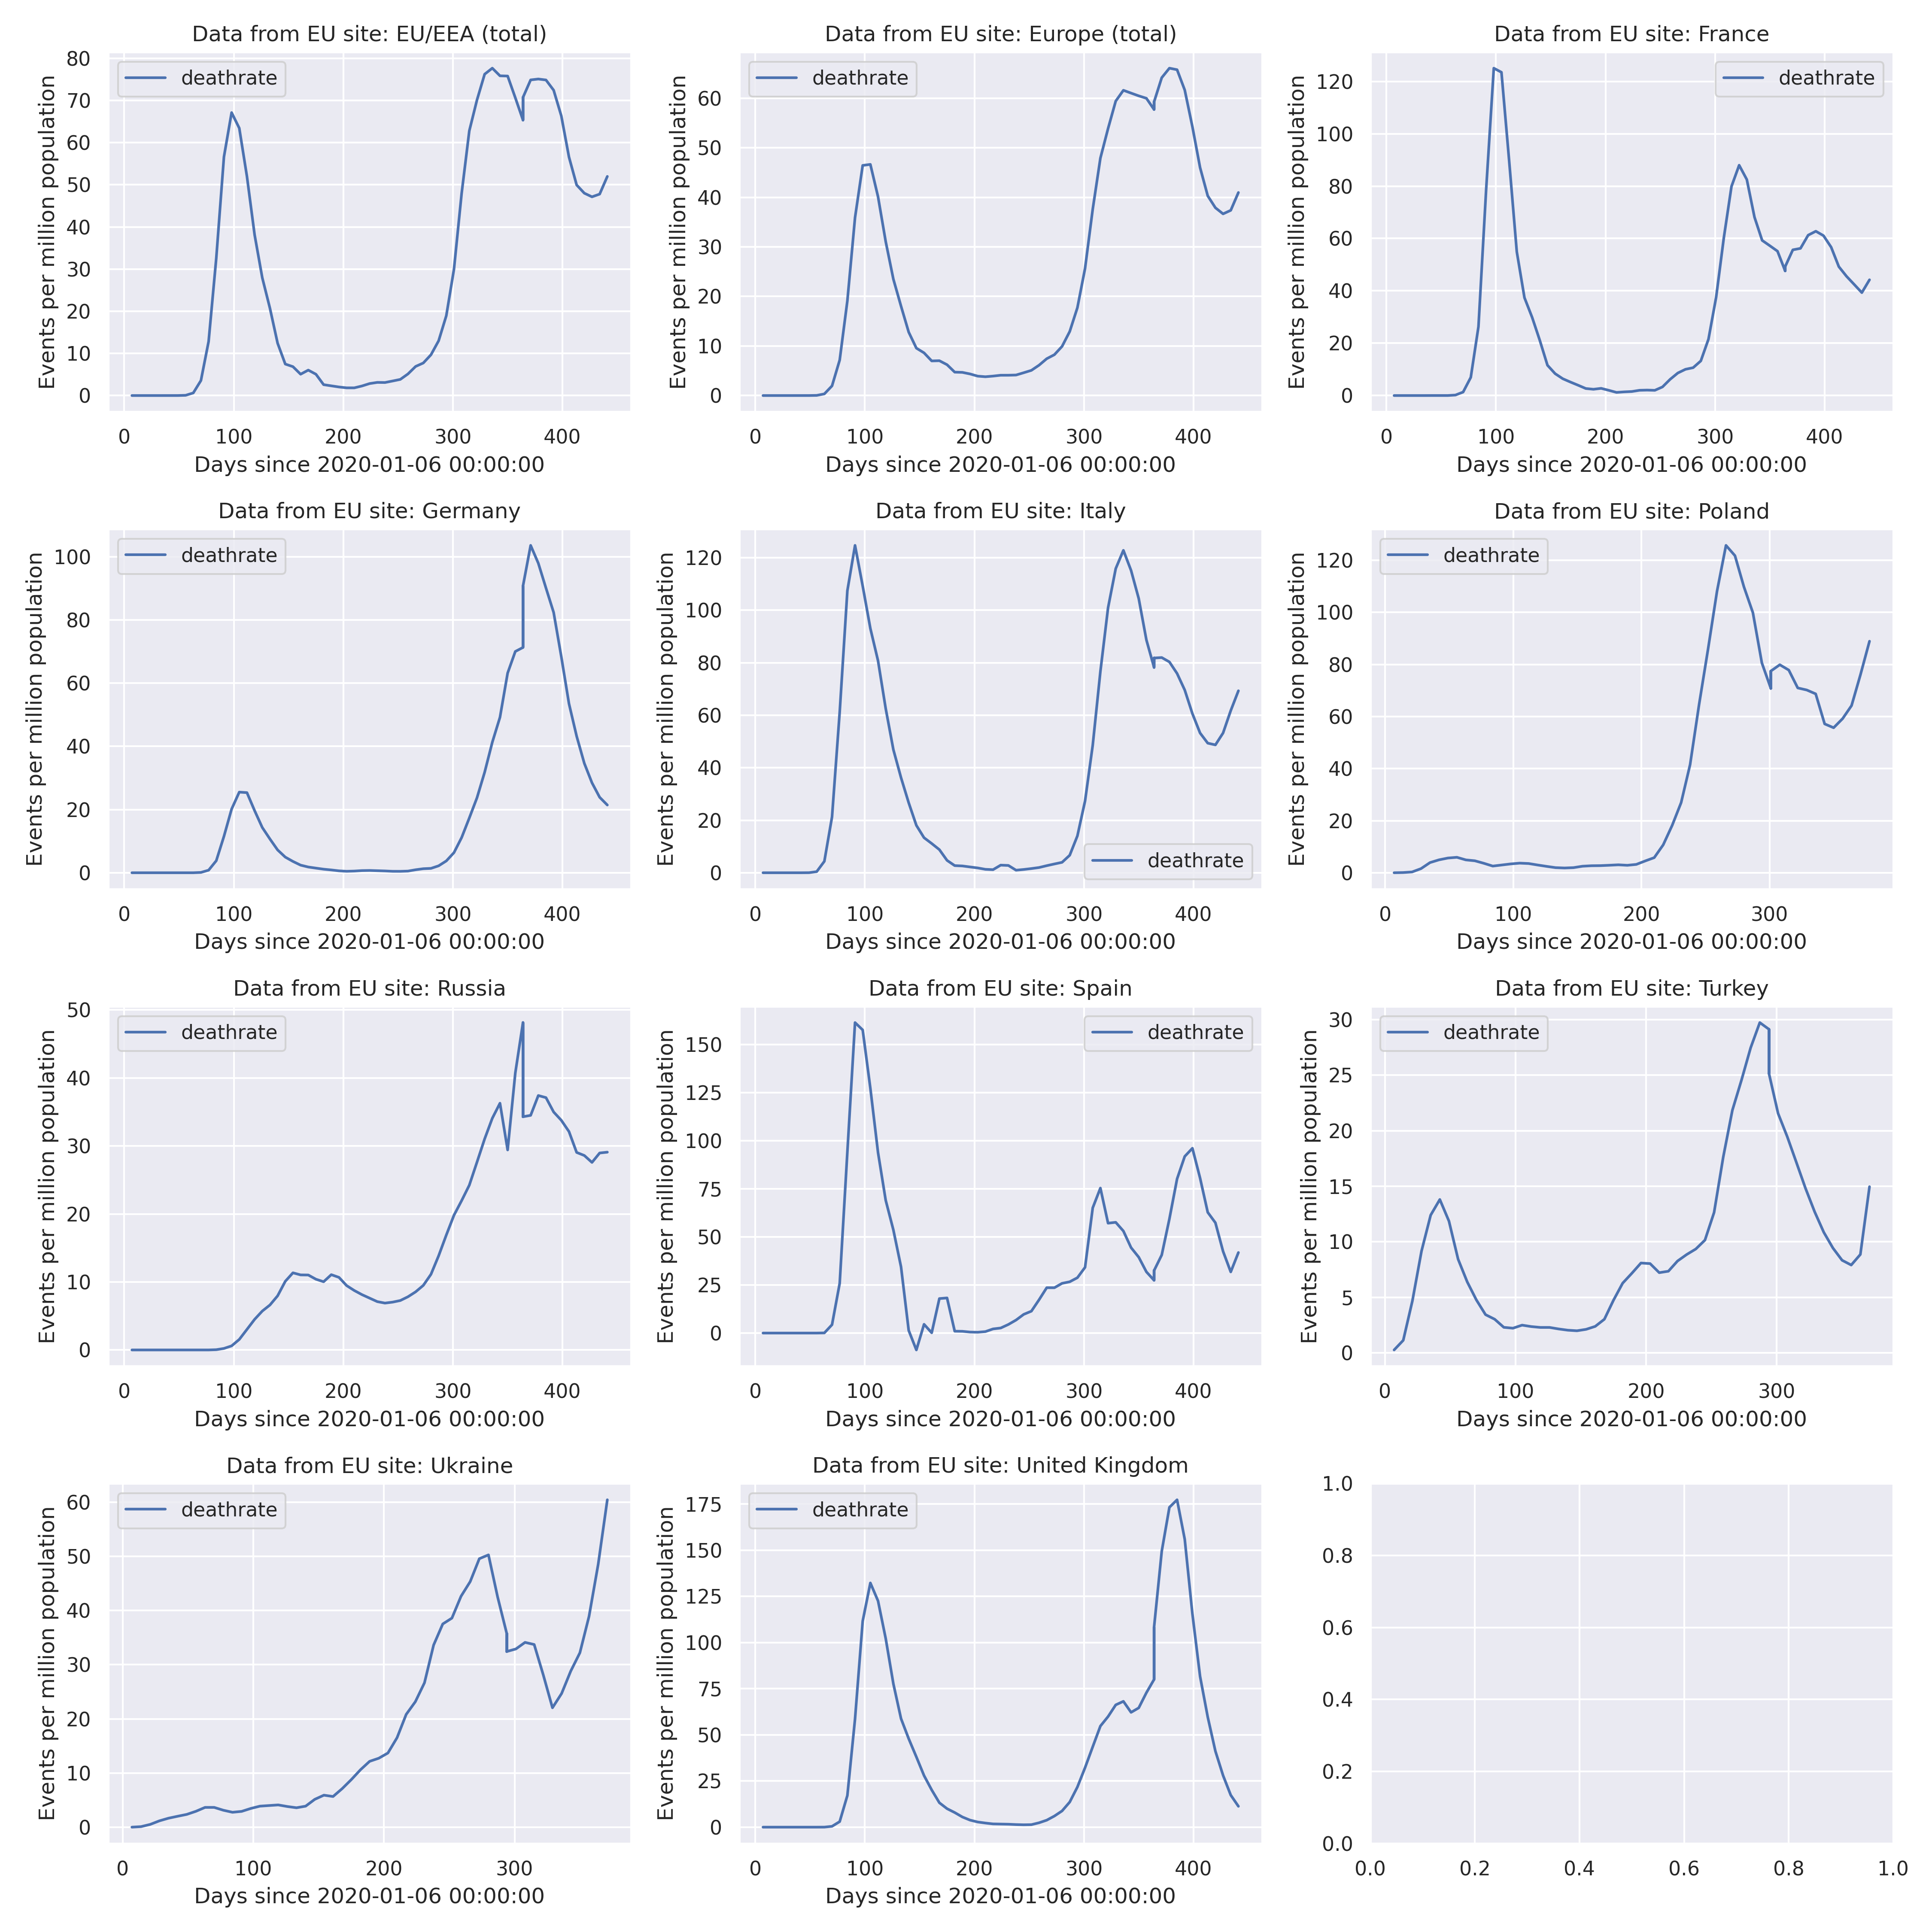 Data from EU site: EU/EEA (total)
Events per million population
80
70
60
50
40
30
20
10
0
deathrate
0 100 200 300 400
Days since 2020-01-06 00:00:00
Data from EU site: Europe (total)
Events per million population
60
50
40
30
20
10
0
deathrate
0 100 200 300 400
Days since 2020-01-06 00:00:00
Data from EU site: France
Events per million population
120
100
80
60
40
20
0
deathrate
0 100 200 300 400
Days since 2020-01-06 00:00:00
Data from EU site: Germany
Events per million population
100
80
60
40
20
0
deathrate
0 100 200 300 400
Days since 2020-01-06 00:00:00
Data from EU site: Italy
Events per million population
120
100
80
60
40
20
0
deathrate
0 100 200 300 400
Days since 2020-01-06 00:00:00
Data from EU site: Poland
Events per million population
120
100
80
60
40
20
0
deathrate
0 100 200 300
Days since 2020-01-06 00:00:00
Data from EU site: Russia
Events per million population
50
40
30
20
10
0
deathrate
0 100 200 300 400
Days since 2020-01-06 00:00:00
Data from EU site: Spain
Events per million population
150
125
100
75
50
25
0
deathrate
0 100 200 300 400
Days since 2020-01-06 00:00:00
Data from EU site: Turkey
Events per million population
30
25
20
15
10
5
0
deathrate
0 100 200 300
Days since 2020-01-06 00:00:00
Data from EU site: Ukraine
Events per million population
60
50
40
30
20
10
0
deathrate
0 100 200 300
Days since 2020-01-06 00:00:00
Data from EU site: United Kingdom
Events per million population
175
150
125
100
75
50
25
0
deathrate
0 100 200 300 400
Days since 2020-01-06 00:00:00
1.0
0.8
0.6
0.4
0.2
0.0
0.0 0.2 0.4 0.6 0.8 1.0